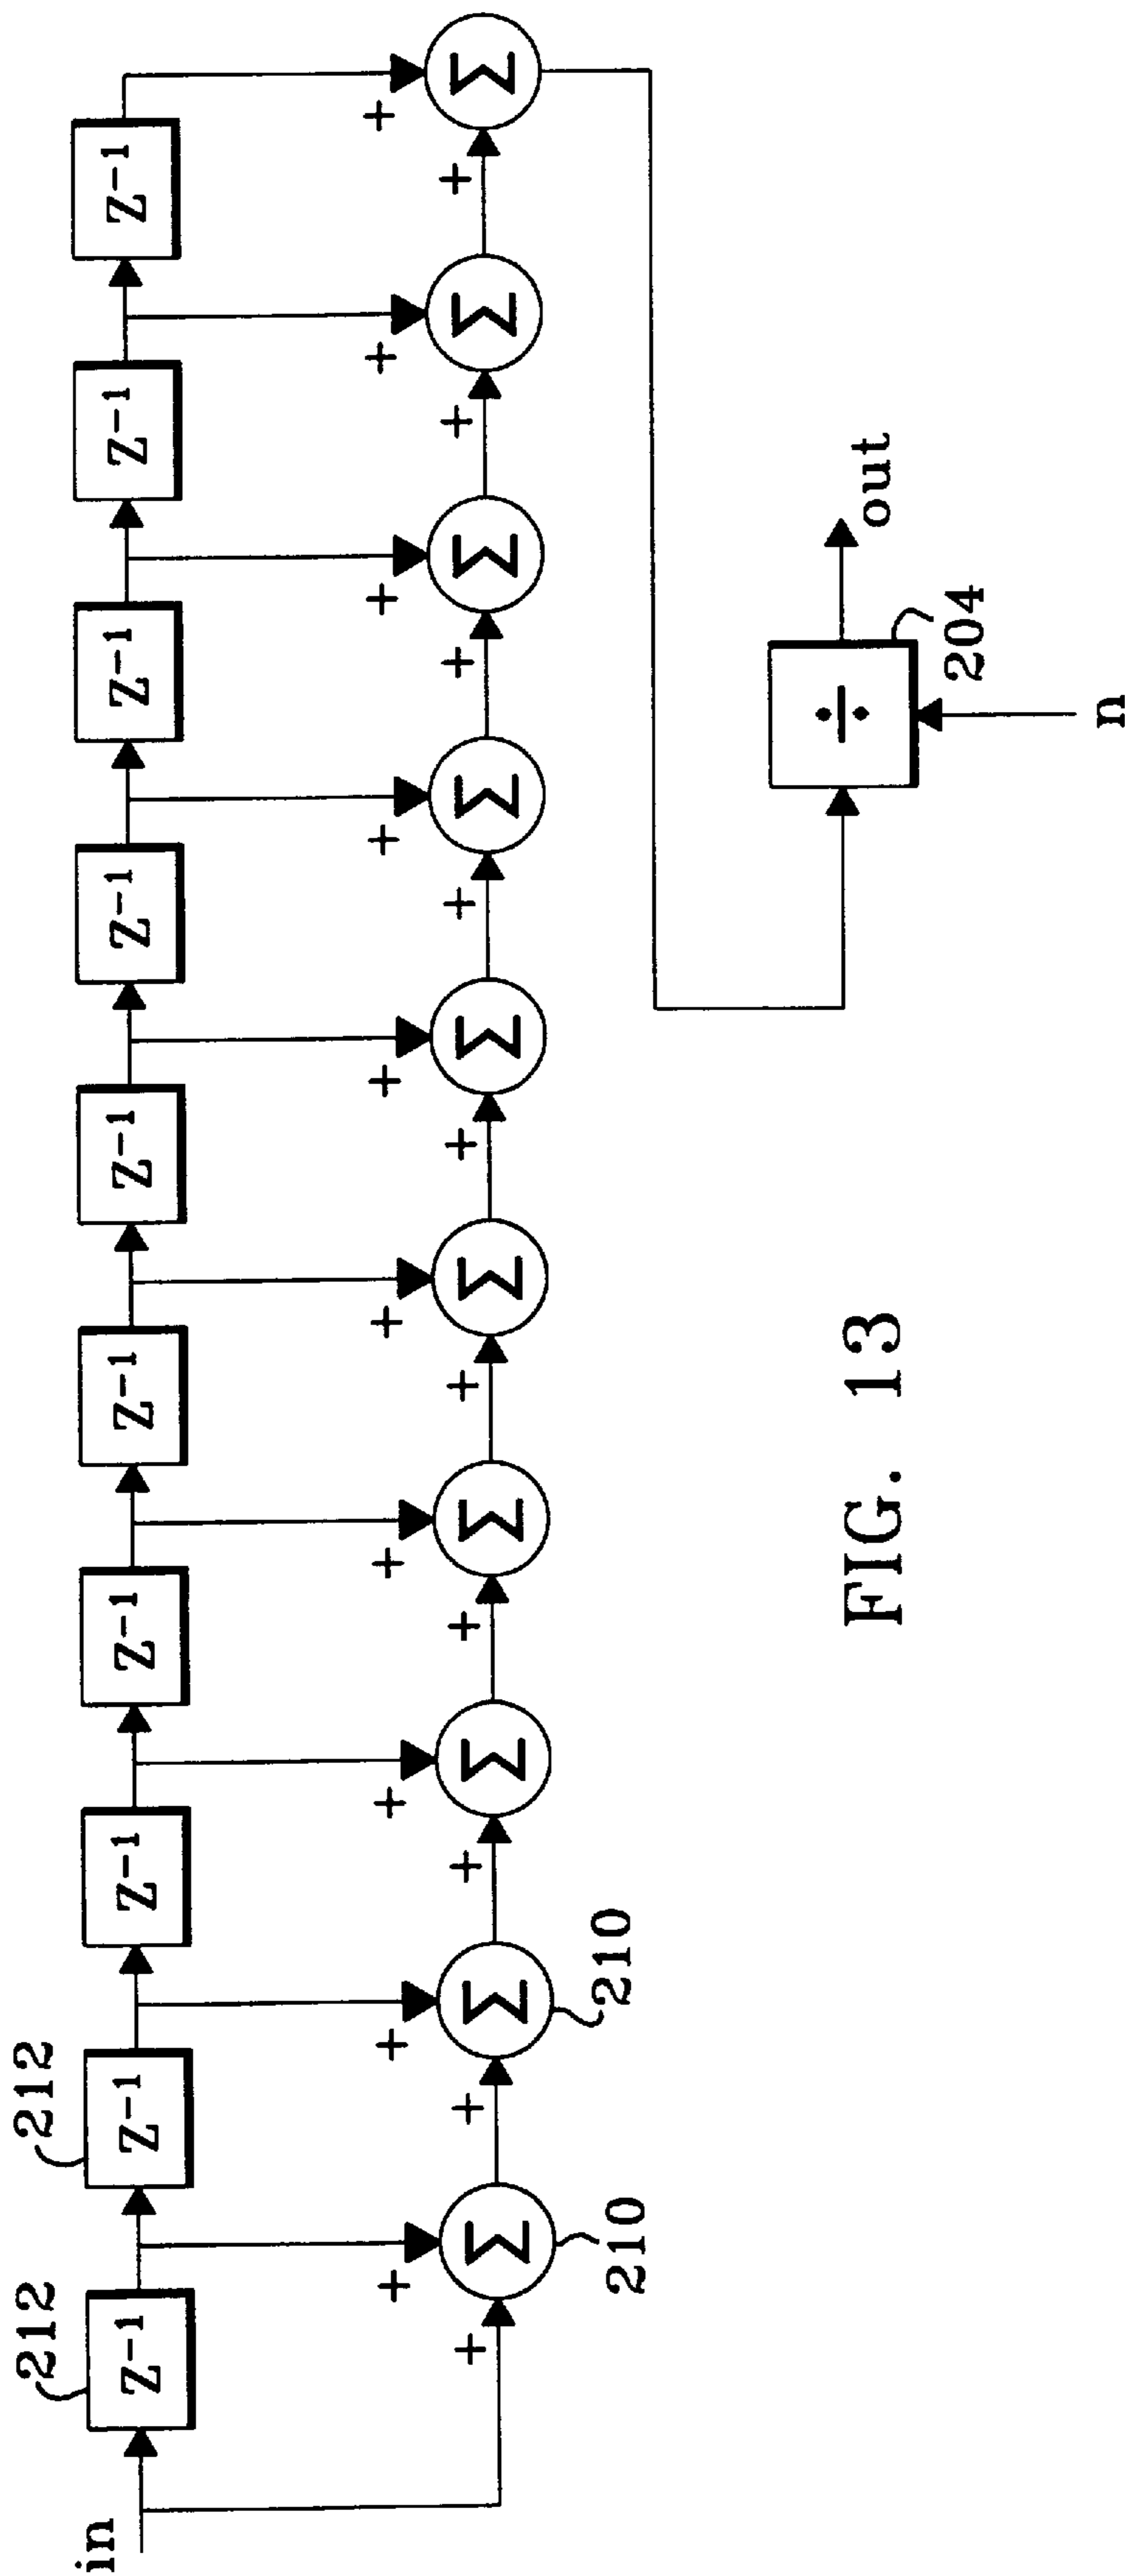 212 212
in Z⁻¹ Z⁻¹ Z⁻¹ Z⁻¹ Z⁻¹ Z⁻¹ Z⁻¹ Z⁻¹ Z⁻¹ Z⁻¹
+ + + + + + + + + +
+ + + + + + + + + +
Σ Σ Σ Σ Σ Σ Σ Σ Σ Σ
210 210
÷ out
204
FIG. 13
n